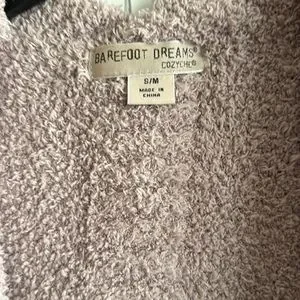 BAREFOOT DREAMS
COZYCHIC
S/M
MADE IN
CHINA